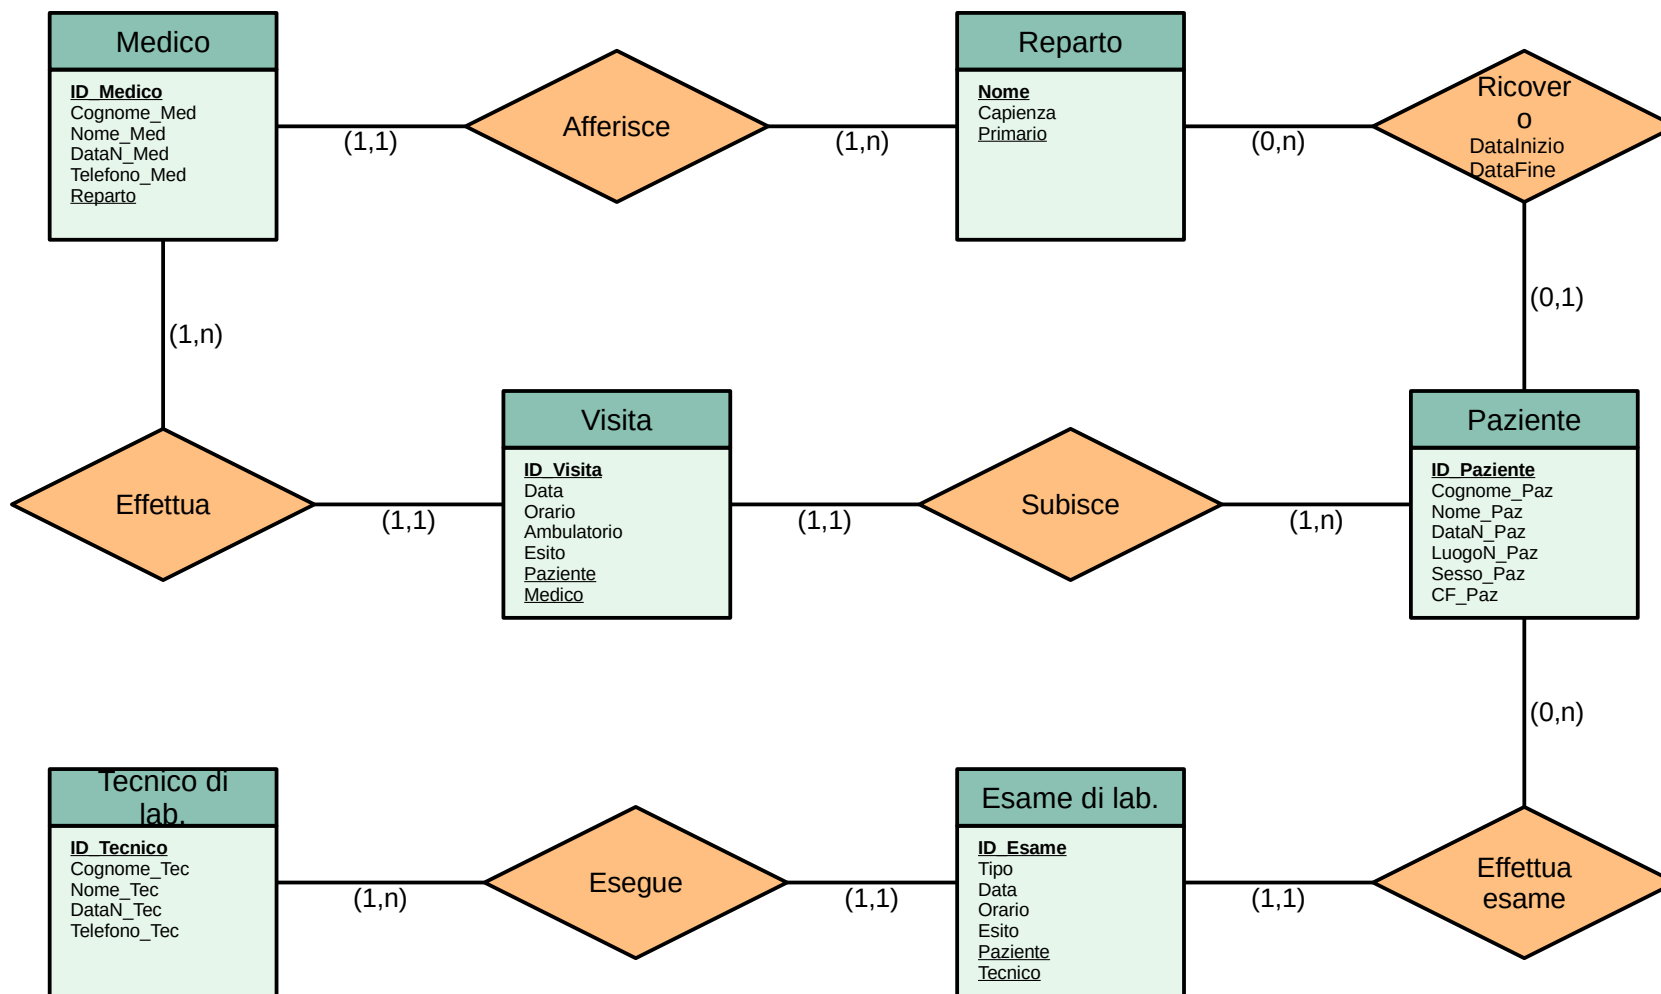 Medico
ID_Medico
Cognome_Med
Nome_Med
DataN_Med
Telefono_Med
Reparto
(1,1)
Afferisce
(1,n)
Reparto
Nome
Capienza
Primario
(0,n)
Ricover
o
DataInizio
DataFine
(1,n)
(0,1)
Effettua
(1,1)
Visita
ID_Visita
Data
Orario
Ambulatorio
Esito
Paziente
Medico
(1,1)
Subisce
(1,n)
Paziente
ID_Paziente
Cognome_Paz
Nome_Paz
DataN_Paz
LuogoN_Paz
Sesso_Paz
CF_Paz
(0,n)
Tecnico di
lab.
ID_Tecnico
Cognome_Tec
Nome_Tec
DataN_Tec
Telefono_Tec
(1,n)
Esegue
(1,1)
Esame di lab.
ID_Esame
Tipo
Data
Orario
Esito
Paziente
Tecnico
(1,1)
Effettua
esame